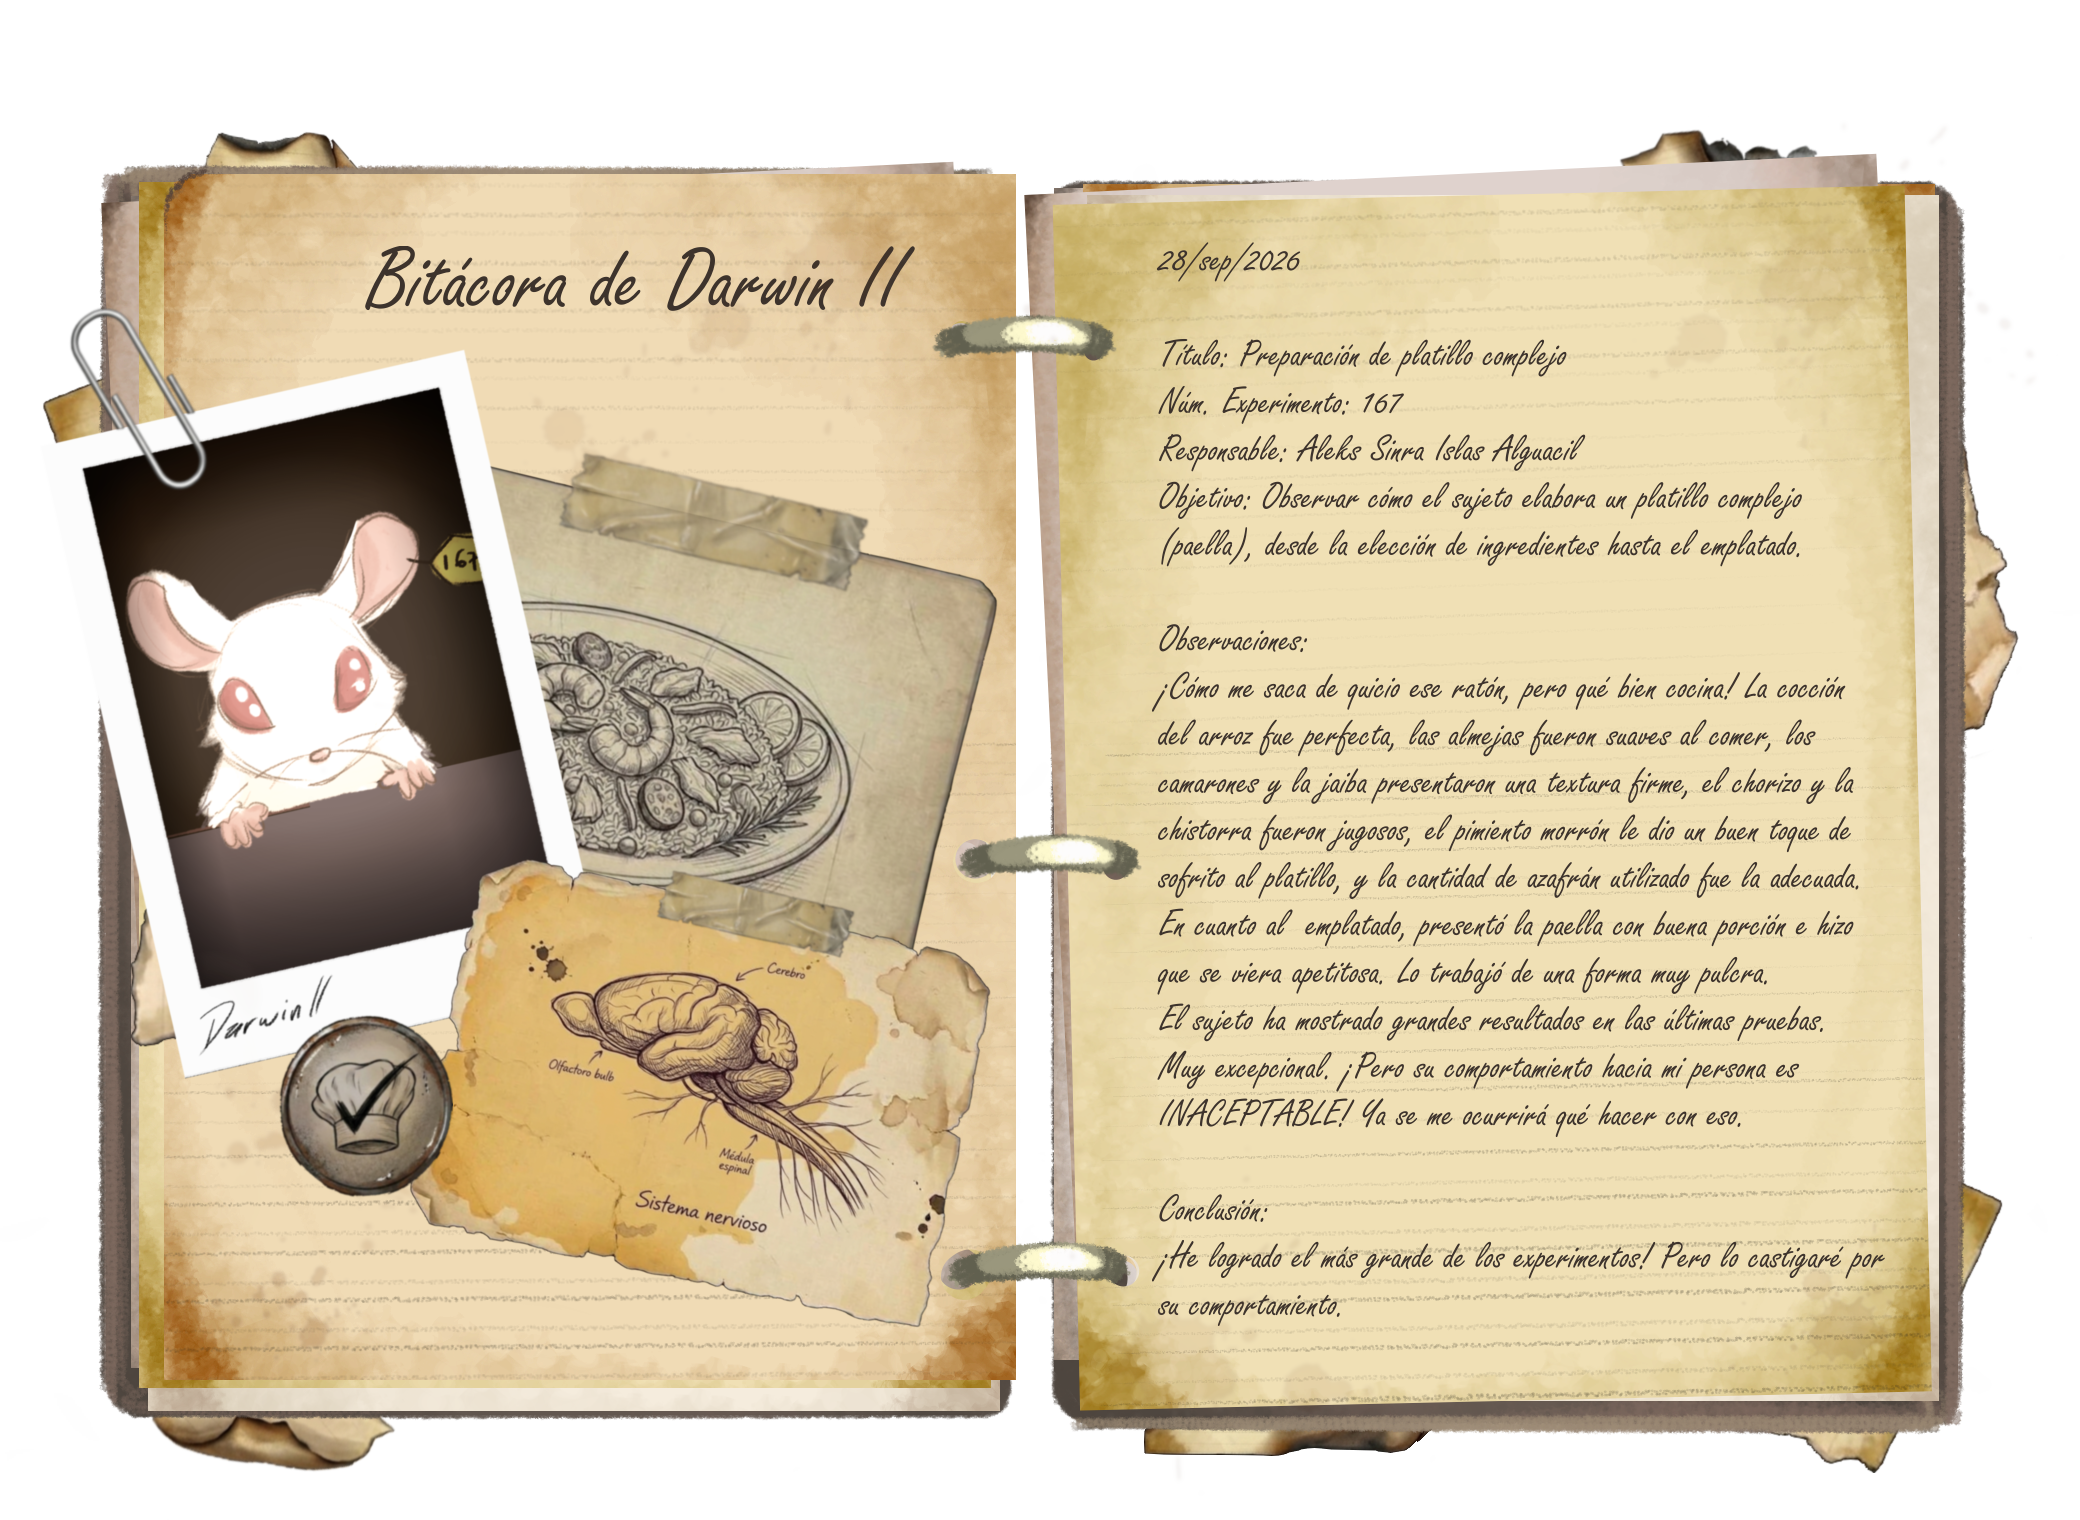 Bitácora de Darwin II
167
Darwin II
Cerebro
Olfactoro bulb
Médula
espinal
Sistema nervioso
28/sep/2026
Título: Preparación de platillo complejo
Núm. Experimento: 167
Responsable: Aleks Sinra Islas Alguacil
Objetivo: Observar cómo el sujeto elabora un platillo complejo
(paella), desde la elección de ingredientes hasta el emplatado.
Observaciones:
¡Cómo me saca de quicio ese ratón, pero qué bien cocina! La cocción
del arroz fue perfecta, las almejas fueron suaves al comer, los
camarones y la jaiba presentaron una textura firme, el chorizo y la
chistorra fueron jugosos, el pimiento morrón le dio un buen toque de
sofrito al platillo, y la cantidad de azafrán utilizado fue la adecuada.
En cuanto al emplatado, presentó la paella con buena porción e hizo
que se viera apetitosa. Lo trabajó de una forma muy pulcra.
El sujeto ha mostrado grandes resultados en las últimas pruebas.
Muy excepcional. ¡Pero su comportamiento hacia mi persona es
INACEPTABLE! Ya se me ocurrirá qué hacer con eso.
Conclusión:
¡He logrado el más grande de los experimentos! Pero lo castigaré por
su comportamiento.